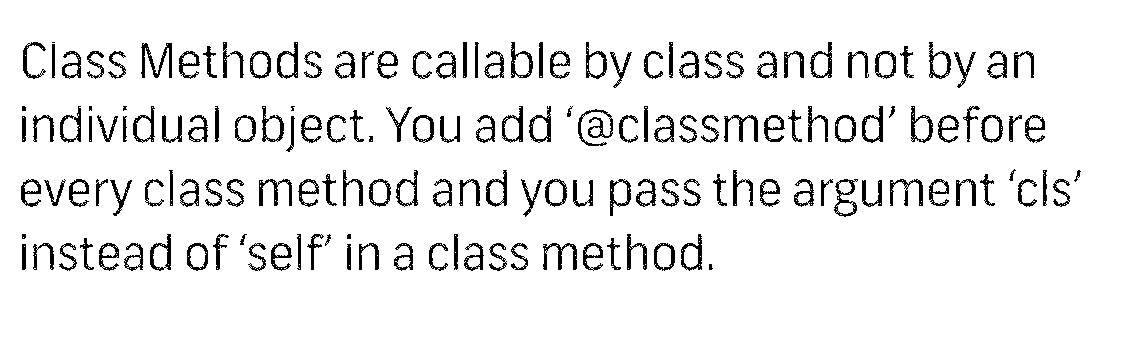 Class Methods are callable by class and not by an
individual object. You add ‘@classmethod’ before
every class method and you pass the argument ‘cls’
instead of ‘self’ in a class method.